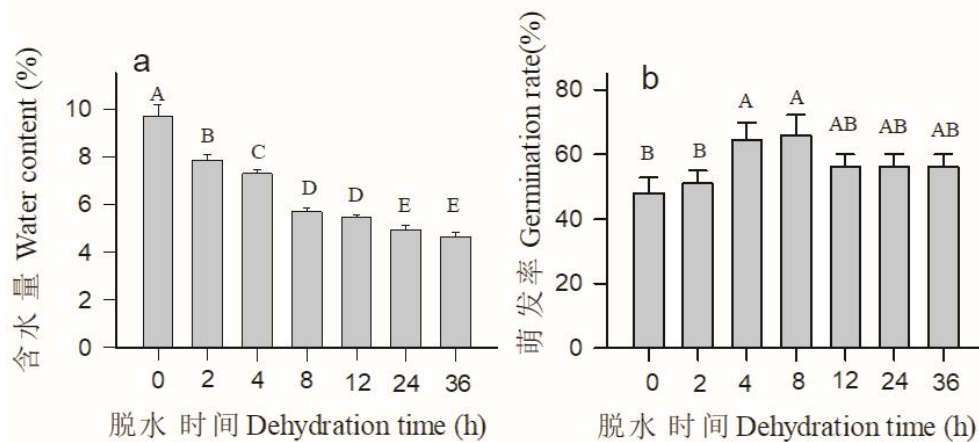 a
含水 量 Water content (%)
10
8
6
4
2
0
A
B
C
D
D
E
E
0 2 4 8 12 24 36
脱水 时间 Dehydration time (h)
b
萌 发率 Germination rate(%)
80
60
40
20
0
B
B
A
A
AB
AB
AB
0 2 4 8 12 24 36
脱水 时间 Dehydration time (h)